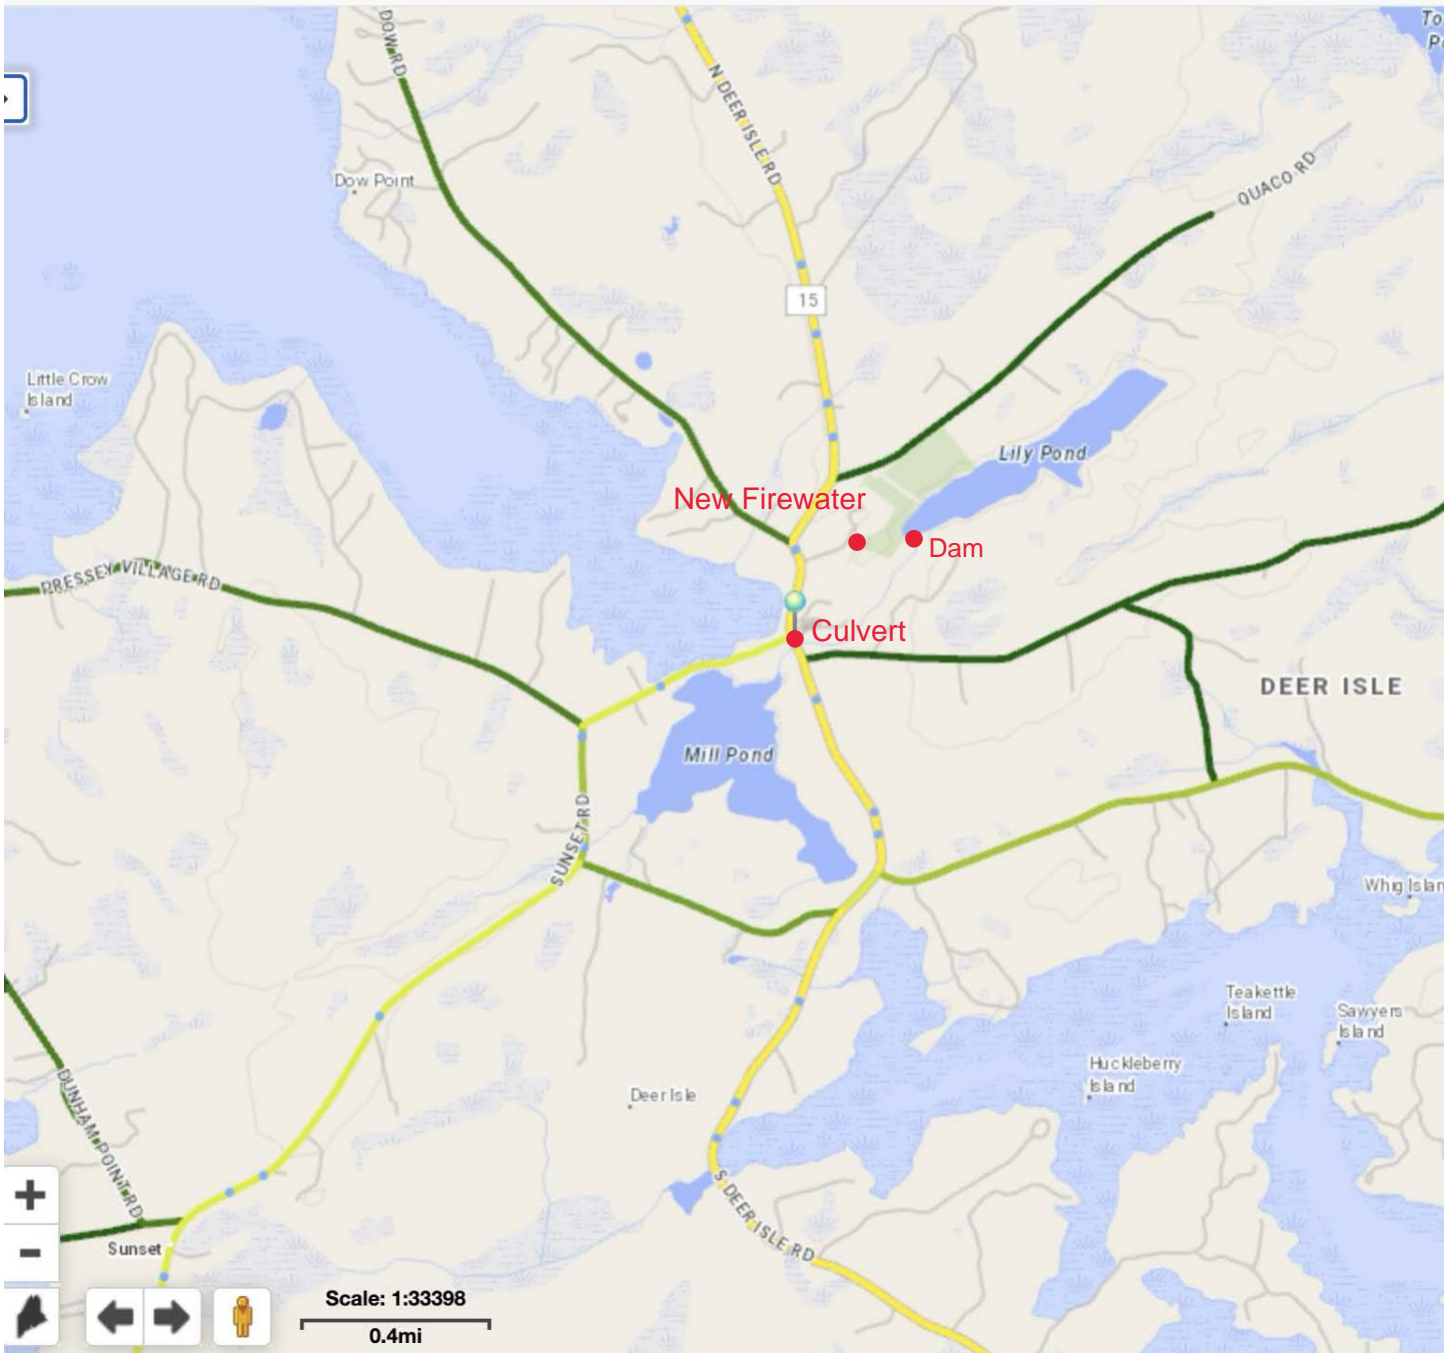 To
P
DOW RD
N DEER ISLE RD
Dow Point
QUACO RD
15
Little Crow
Island
Lily Pond
New Firewater
Dam
PRESSEY VILLAGE RD
Culvert
DEER ISLE
Mill Pond
SUNSET RD
Whig Islan
Teakettle
Island
Sawyers
Island
Huckleberry
Island
Deer Isle
DUNHAM POINT RD
S DEER ISLE RD
Sunset
+
-
Scale: 1:33398
0.4mi